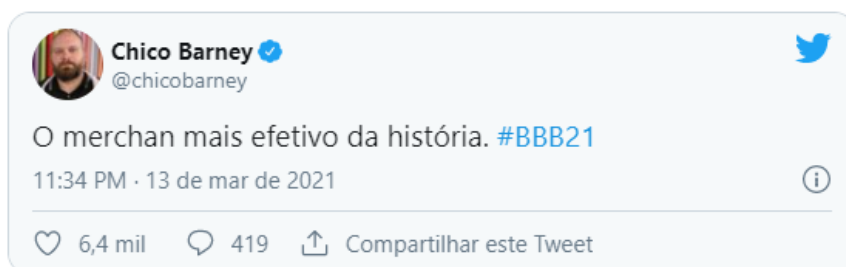 Chico Barney
@chicobarney
O merchan mais efetivo da história. #BBB21
11:34 PM · 13 de mar de 2021
6,4 mil 419 Compartilhar este Tweet